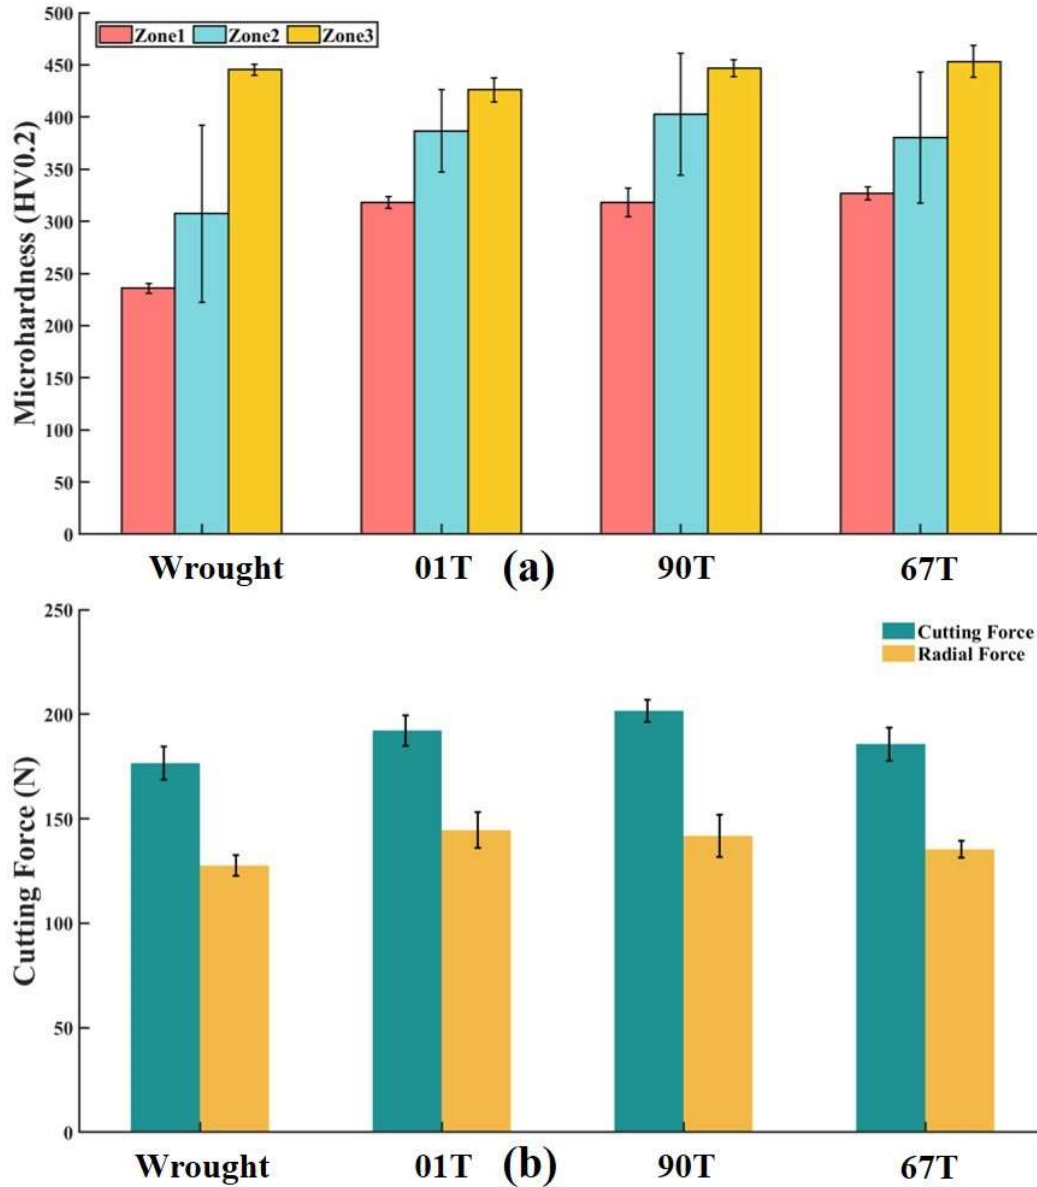 500
Zone1 Zone2 Zone3
450
400
350
300
250
200
150
100
50
0
Microhardness (HV0.2)
Wrought 01T (a) 90T 67T
250
Cutting Force
Radial Force
200
150
100
50
0
Cutting Force (N)
Wrought 01T (b) 90T 67T